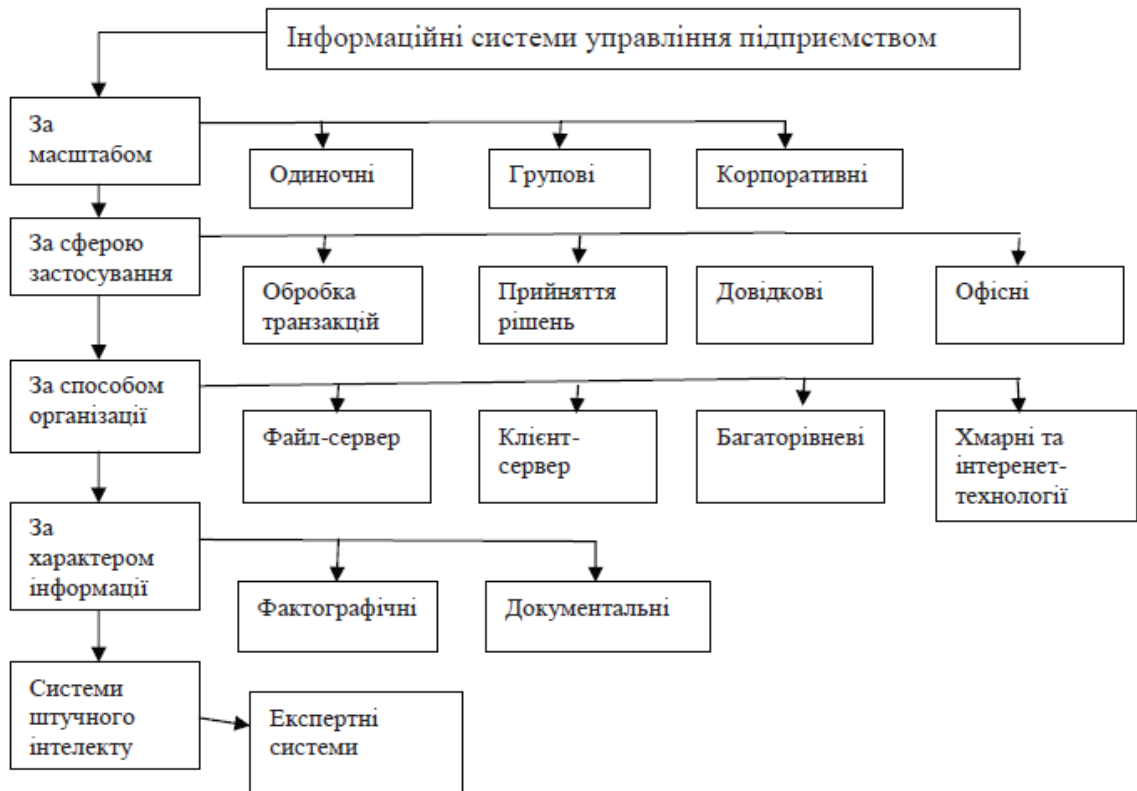 Інформаційні системи управління підприємством
За
масштабом
Одиночні
Групові
Корпоративні
За сферою
застосування
Обробка
транзакцій
Прийняття
рішень
Довідкові
Офісні
За способом
організації
Файл-сервер
Клієнт-
сервер
Багаторівневі
Хмарні та
інтеренет-
технології
За
характером
інформації
Фактографічні
Документальні
Системи
штучного
інтелекту
Експертні
системи